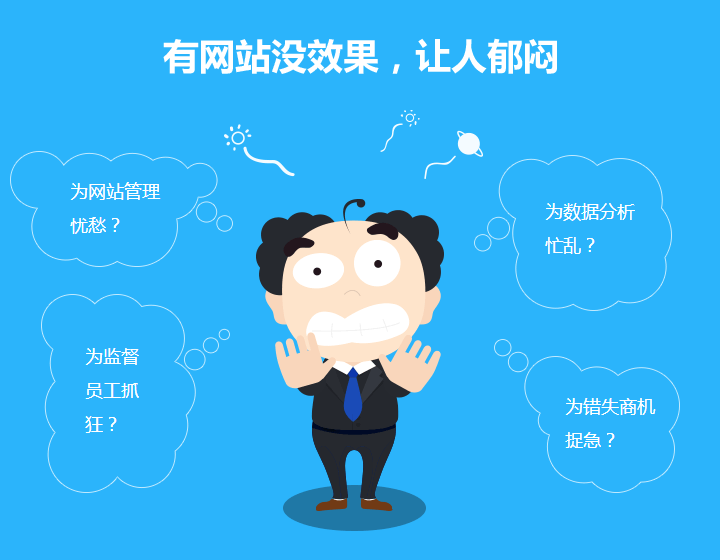 有网站没效果，让人郁闷
为网站管理
忧愁？
为数据分析
忙乱？
为监督
员工抓
狂？
为错失商机
捉急？